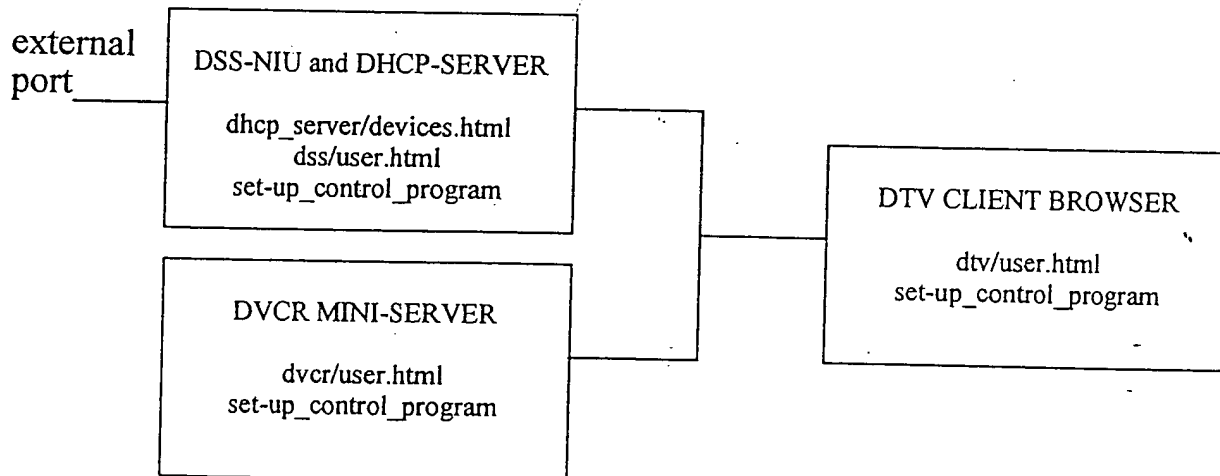 external
port
DSS-NIU and DHCP-SERVER
dhcp_server/devices.html
dss/user.html
set-up_control_program
DVCR MINI-SERVER
dvcr/user.html
set-up_control_program
DTV CLIENT BROWSER
dtv/user.html
set-up_control_program